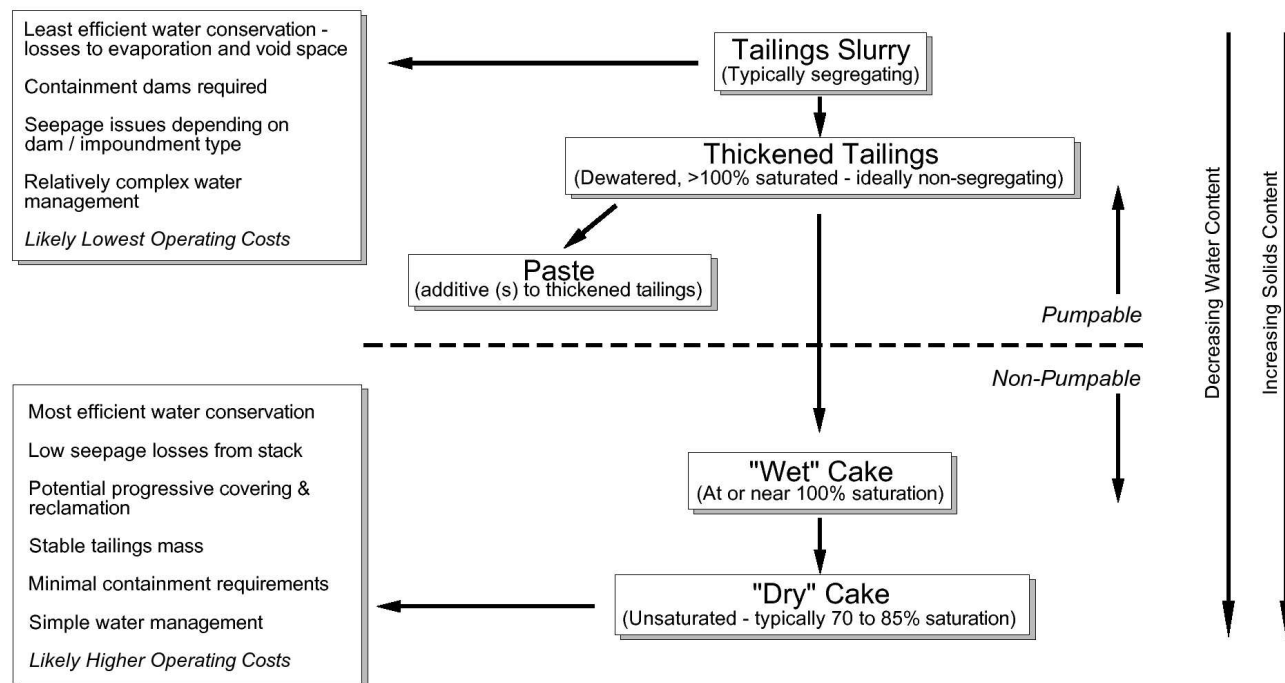 Least efficient water conservation -
losses to evaporation and void space
Containment dams required
Seepage issues depending on
dam / impoundment type
Relatively complex water
management
Likely Lowest Operating Costs
Tailings Slurry
(Typically segregating)
Thickened Tailings
(Dewatered, >100% saturated - ideally non-segregating)
Paste
(additive (s) to thickened tailings)
Pumpable
Non-Pumpable
Decreasing Water Content
Increasing Solids Content
Most efficient water conservation
Low seepage losses from stack
Potential progressive covering &
reclamation
Stable tailings mass
Minimal containment requirements
Simple water management
Likely Higher Operating Costs
"Wet" Cake
(At or near 100% saturation)
"Dry" Cake
(Unsaturated - typically 70 to 85% saturation)